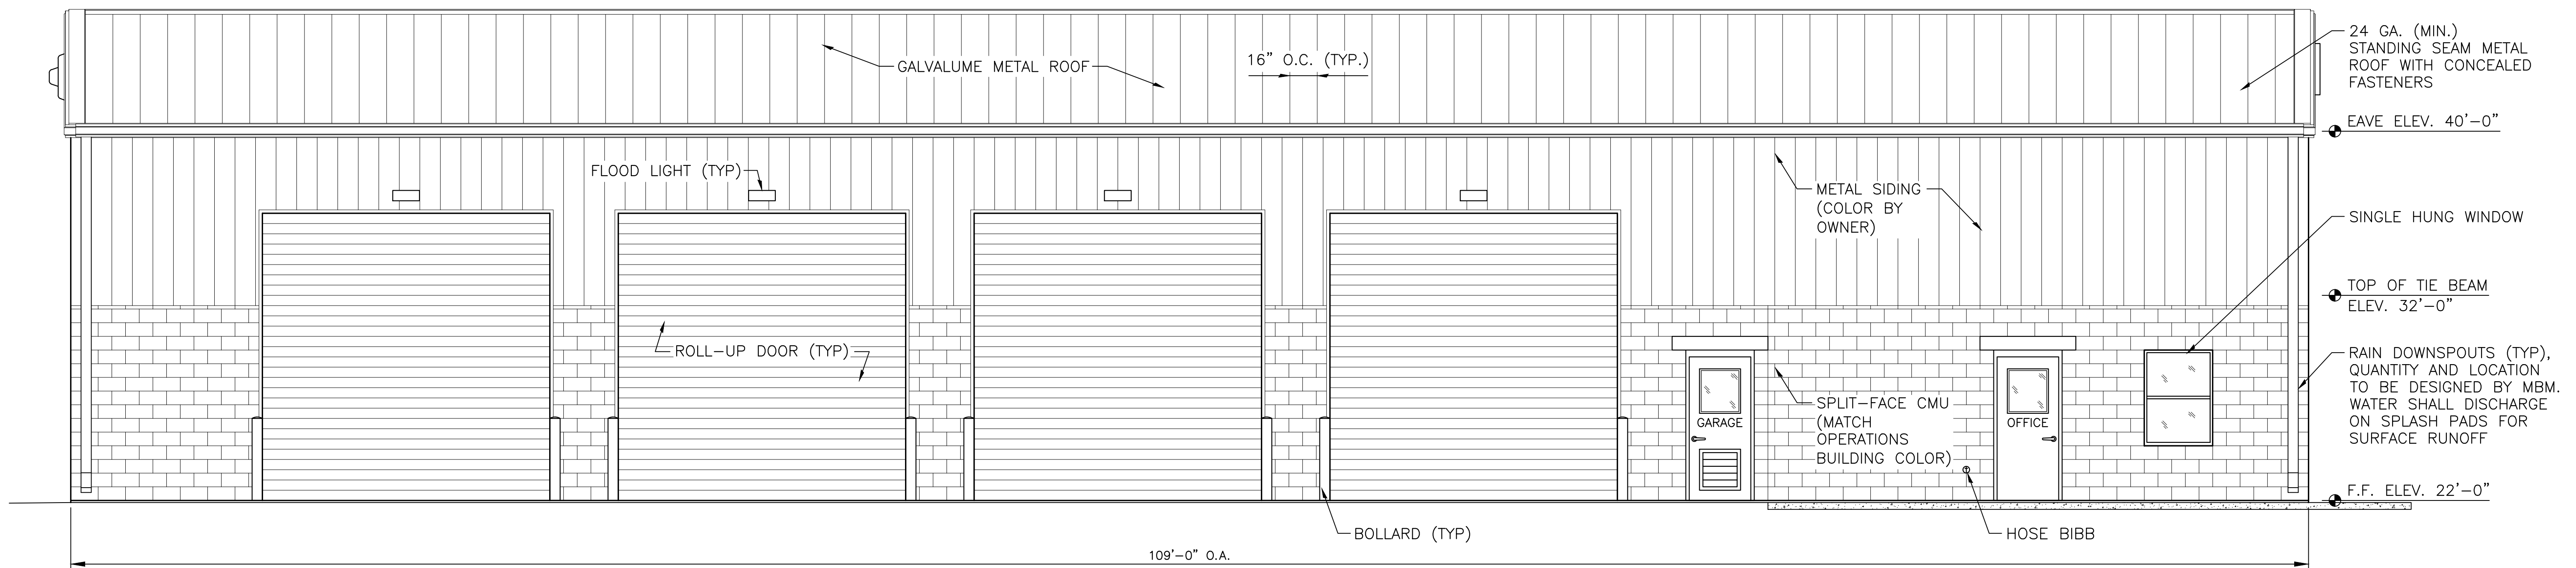 GALVALUME METAL ROOF
16" O.C. (TYP.)
24 GA. (MIN.)
STANDING SEAM METAL
ROOF WITH CONCEALED
FASTENERS
EAVE ELEV. 40'-0"
FLOOD LIGHT (TYP)
METAL SIDING
(COLOR BY
OWNER)
SINGLE HUNG WINDOW
TOP OF TIE BEAM
ELEV. 32'-0"
ROLL-UP DOOR (TYP)
RAIN DOWNSPOUTS (TYP),
QUANTITY AND LOCATION
TO BE DESIGNED BY MBM.
WATER SHALL DISCHARGE
ON SPLASH PADS FOR
SURFACE RUNOFF
GARAGE
SPLIT-FACE CMU
(MATCH
OPERATIONS
BUILDING COLOR)
OFFICE
F.F. ELEV. 22'-0"
BOLLARD (TYP)
HOSE BIBB
109'-0" O.A.